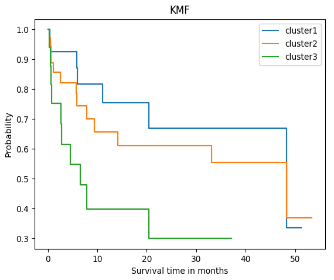 KMF
cluster1
cluster2
cluster3
Probability
1.0
0.9
0.8
0.7
0.6
0.5
0.4
0.3
0 10 20 30 40 50
Survival time in months